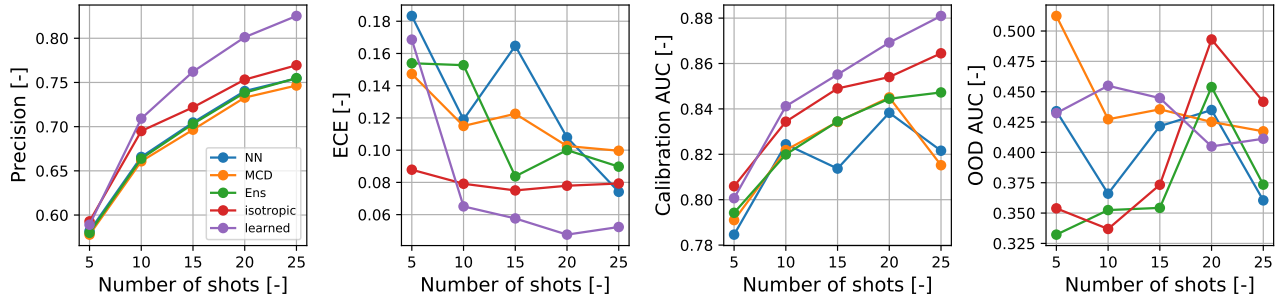 Precision [-]
0.80
0.75
0.70
0.65
0.60
5 10 15 20 25
Number of shots [-]
NN
MCD
Ens
isotropic
learned
ECE [-]
0.18
0.16
0.14
0.12
0.10
0.08
0.06
5 10 15 20 25
Number of shots [-]
Calibration AUC [-]
0.88
0.86
0.84
0.82
0.80
0.78
5 10 15 20 25
Number of shots [-]
OOD AUC [-]
0.500
0.475
0.450
0.425
0.400
0.375
0.350
0.325
5 10 15 20 25
Number of shots [-]